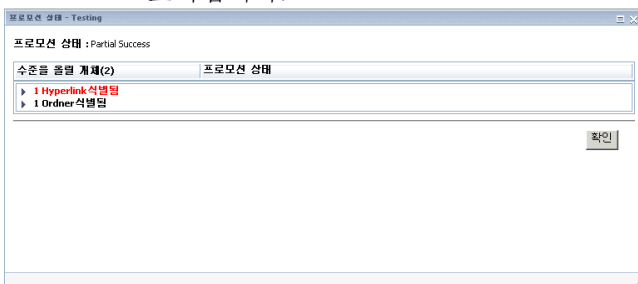 프로모션 상태 - Testing
프로모션 상태 : Partial Success
수준을 올릴 개체(2) 프로모션 상태
1 Hyperlink식별됨
1 Ordner식별됨
확인